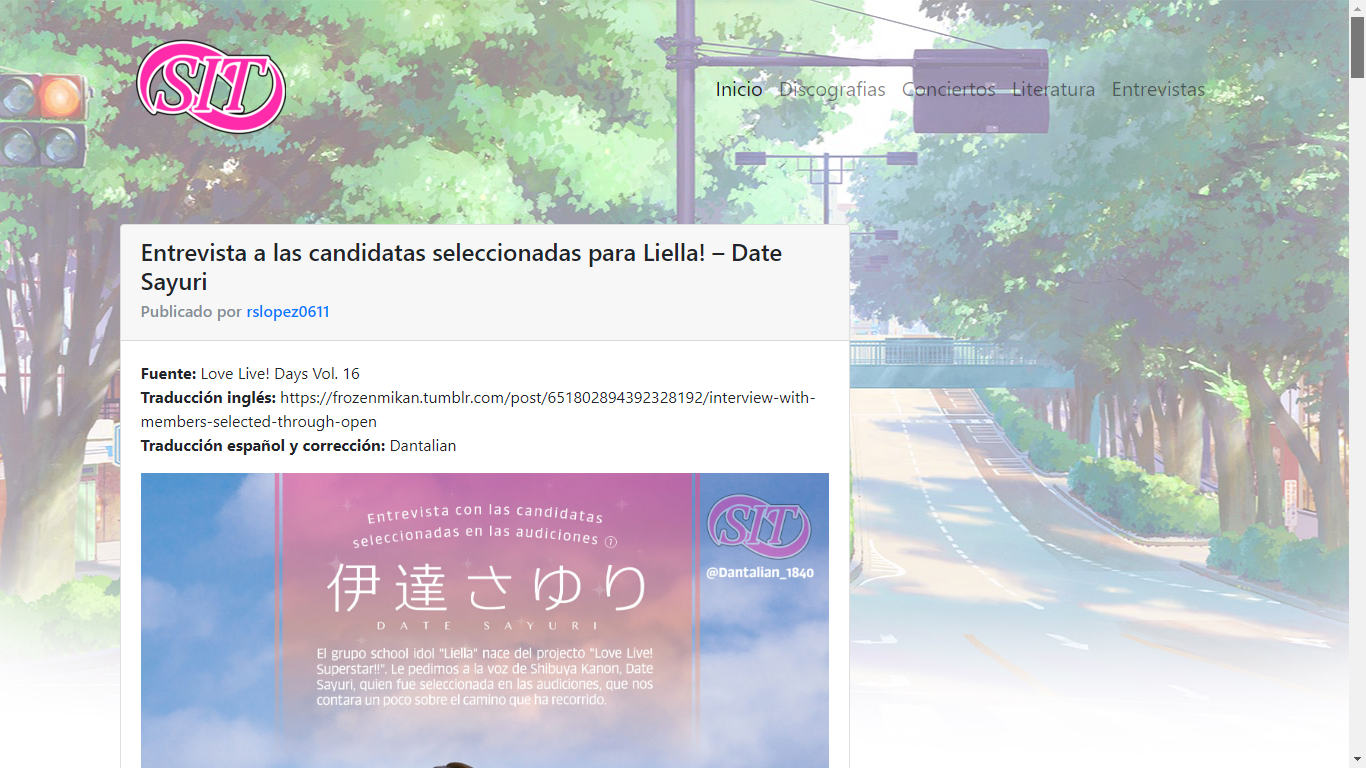 SIT
Inicio Discografias Conciertos Literatura Entrevistas
Entrevista a las candidatas seleccionadas para Liella! – Date
Sayuri
Publicado por rslopez0611
Fuente: Love Live! Days Vol. 16
Traducción inglés: https://frozenmikan.tumblr.com/post/651802894392328192/interview-with-
members-selected-through-open
Traducción español y corrección: Dantalian
Entrevista con las candidatas
seleccionadas en las audiciones ①
SIT
@Dantalian_1840
伊達さゆり
DATE SAYURI
El grupo school idol "Liella" nace del projecto "Love Live!
Superstar!!". Le pedimos a la voz de Shibuya Kanon, Date
Sayuri, quien fue seleccionada en las audiciones, que nos
contara un poco sobre el camino que ha recorrido.